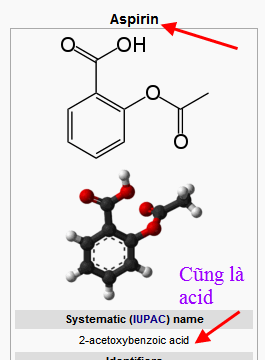 Aspirin
O
OH
O
O
Cũng là
acid
Systematic (IUPAC) name
2-acetoxybenzoic acid
Identifiers